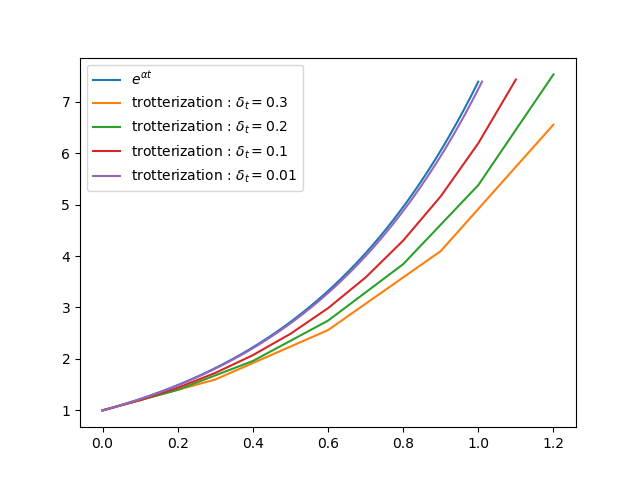 e^{αt}
trotterization : δ_t = 0.3
trotterization : δ_t = 0.2
trotterization : δ_t = 0.1
trotterization : δ_t = 0.01
7
6
5
4
3
2
1
0.0 0.2 0.4 0.6 0.8 1.0 1.2